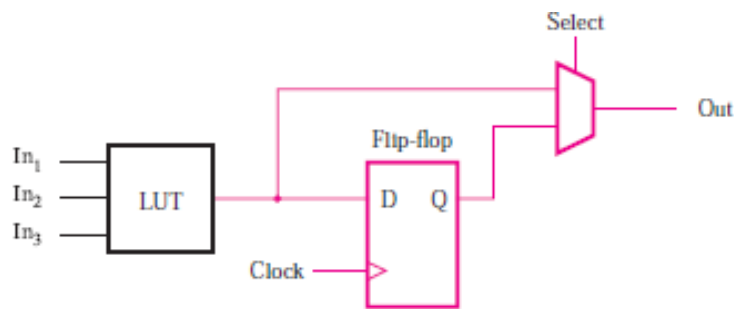 Select
Out
Flip-flop
In1
In2
In3
LUT
D
Q
Clock